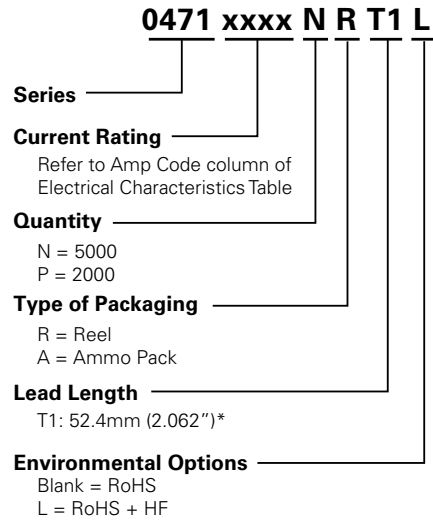 0471 xxxx N R T1 L
Series
Current Rating
Refer to Amp Code column of
Electrical Characteristics Table
Quantity
N = 5000
P = 2000
Type of Packaging
R = Reel
A = Ammo Pack
Lead Length
T1: 52.4mm (2.062”)*
Environmental Options
Blank = RoHS
L = RoHS + HF